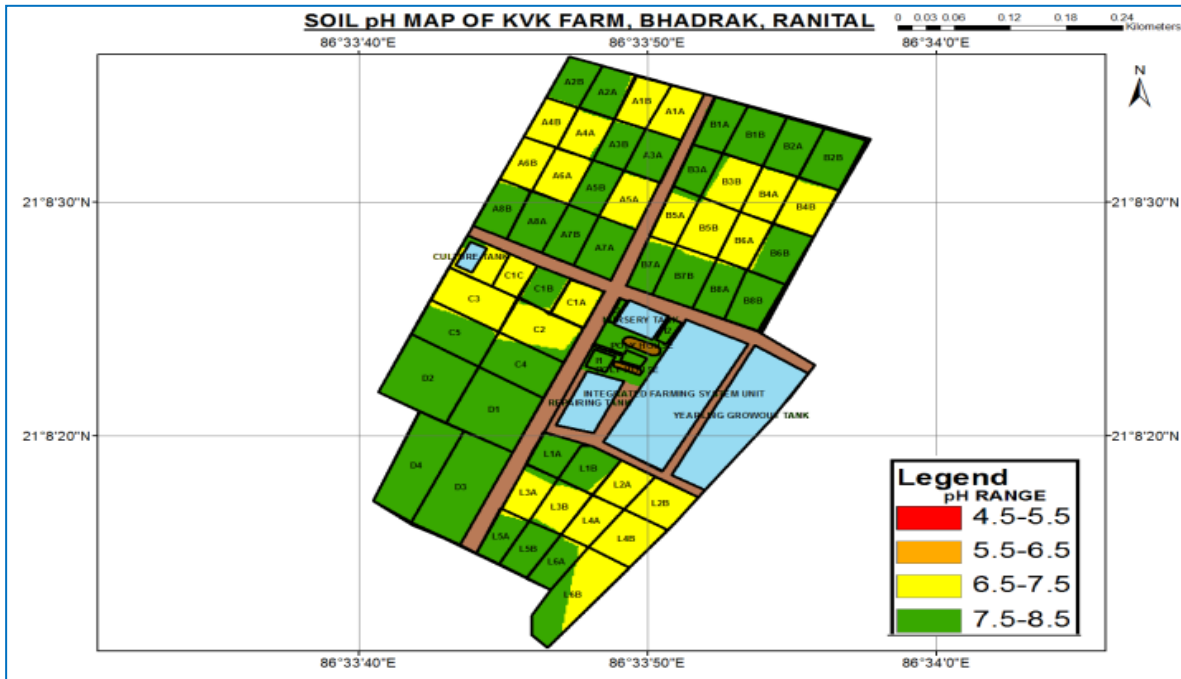 SOIL pH MAP OF KVK FARM, BHADRAK, RANITAL
0 0.03 0.06 0.12 0.18 0.24
Kilometers
86°33'40"E 86°33'50"E 86°34'0"E
N
A2B A2A A1B A1A
B1A B1B B2A B2B
A4B A4A A3B A3A
B3A B3B B4A B4B
A6B A6A A5B A5A
21°8'30"N 21°8'30"N
B5A B5B B6A B6B
A8B A8A A7B A7A
B7A B7B B8A B8B
CULTURE TANK
C1C C1B C1A
C3 C2
NURSERY TANK
C5 C4
POLY HOUSE
D2 D1
INTEGRATED FARMING SYSTEM UNIT
REPAIRING TANK
YEARLING GROWOUT TANK
21°8'20"N 21°8'20"N
D4 D3
L1A L1B L2A L2B
L3A L3B L4A L4B
L5A L5B L6A L6B
Legend
pH RANGE
4.5-5.5
5.5-6.5
6.5-7.5
7.5-8.5
86°33'40"E 86°33'50"E 86°34'0"E